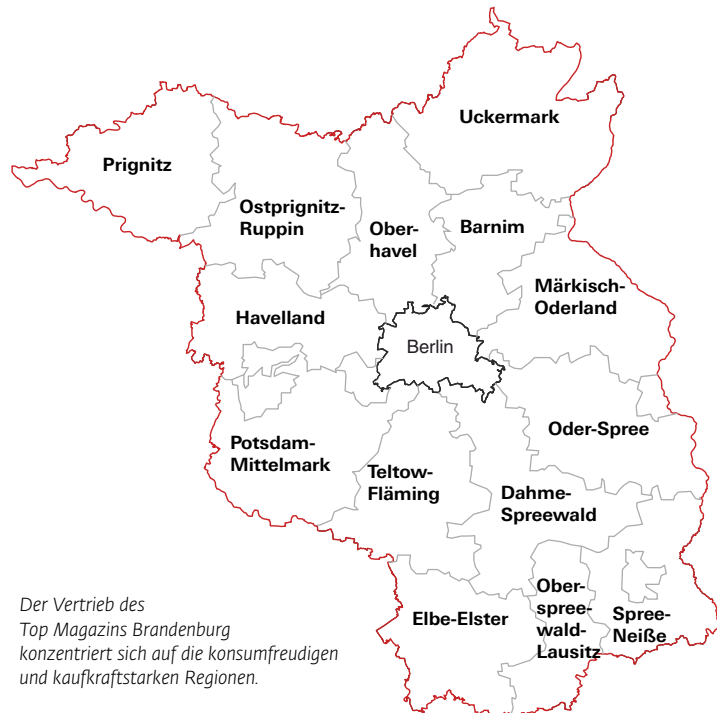 Uckermark
Prignitz
Ostprignitz-
Ruppin
Ober-
havel
Barnim
Märkisch-
Oderland
Havelland
Berlin
Oder-Spree
Potsdam-
Mittelmark
Teltow-
Fläming
Dahme-
Spreewald
Elbe-Elster
Ober-
spree-
wald-
Lausitz
Spree-
Neiße
Der Vertrieb des
Top Magazins Brandenburg
konzentriert sich auf die konsumfreudigen
und kaufkraftstarken Regionen.